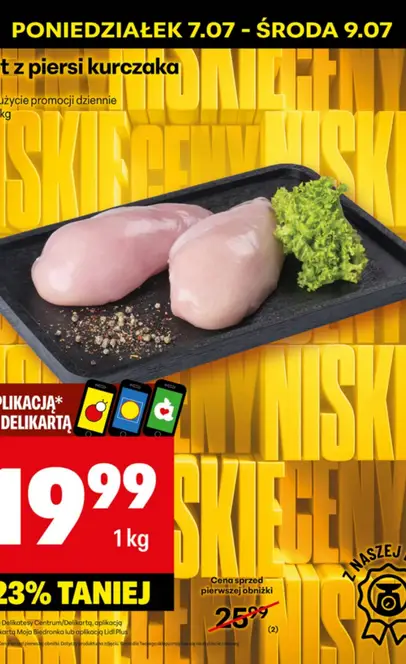 PONIEDZIAŁEK 7.07 - ŚRODA 9.07
t z piersi kurczaka
użycie promocji dziennie
kg
NISKIE CENY
PLIKACJĄ*
DELIKARTĄ
19.99
1 kg
23% TANIEJ
Delikatesy Centrum/Delikartą, aplikacją
kartą Moja Biedronka lub aplikacją Lidl Plus
Cena sprzed
pierwszej obniżki
25.99
(2)
Z NASZEJ